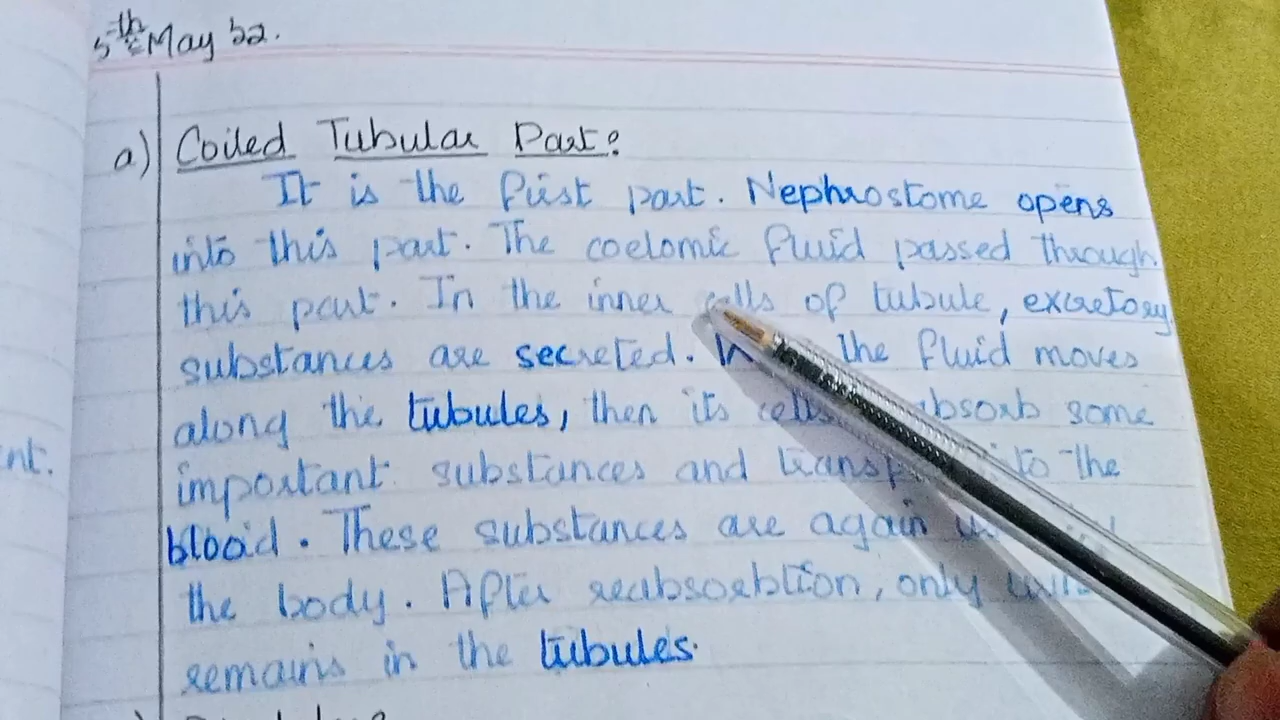 5th May 22.
a) Coiled Tubular Part:
It is the first part. Nephrostome opens
into this part. The coelomic fluid passed through
this part. In the inner cells of tubule, excretory
substances are secreted. the fluid moves
along the tubules, then its cells absorb some
important substances and to the
blood. These substances are again
the body. After reabsorbtion, only
remains in the tubules.
nt.